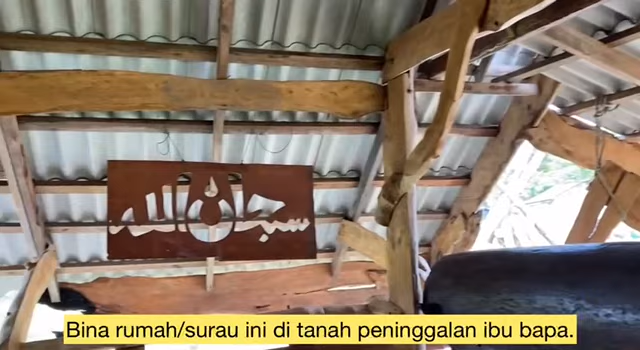 سبحان الله
Bina rumah/surau ini di tanah peninggalan ibu bapa.